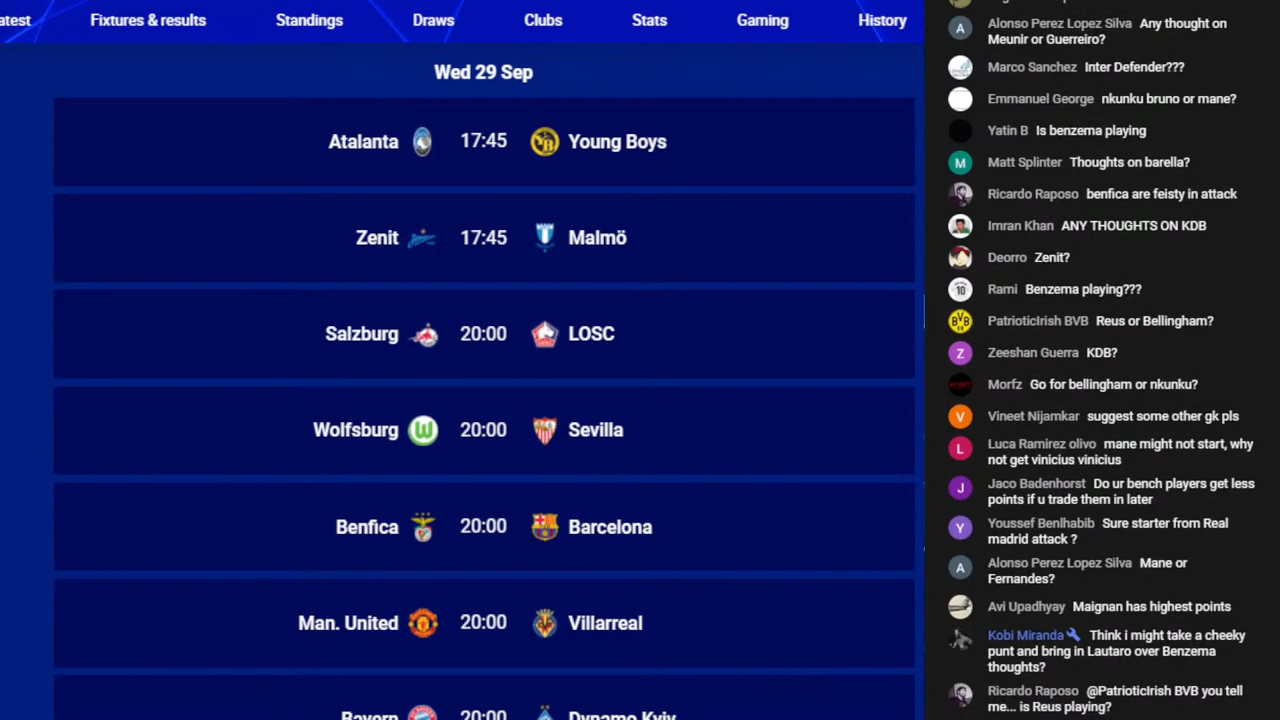 atest Fixtures & results Standings Draws Clubs Stats Gaming History
Wed 29 Sep
Atalanta 17:45 Young Boys
Zenit 17:45 Malmö
Salzburg 20:00 LOSC
Wolfsburg 20:00 Sevilla
Benfica 20:00 Barcelona
Man. United 20:00 Villarreal
Bayern 20:00 Dynamo Kyiv
Alonso Perez Lopez Silva Any thought on
Meunir or Guerreiro?
Marco Sanchez Inter Defender???
Emmanuel George nkunku bruno or mane?
Yatin B Is benzema playing
M Matt Splinter Thoughts on barella?
Ricardo Raposo benfica are feisty in attack
Imran Khan ANY THOUGHTS ON KDB
Deorro Zenit?
10 Rami Benzema playing???
BVB PatrioticIrish BVB Reus or Bellingham?
Z Zeeshan Guerra KDB?
Morfz Go for bellingham or nkunku?
V Vineet Nijamkar suggest some other gk pls
L Luca Ramirez olivo mane might not start, why
not get vinicius vinicius
J Jaco Badenhorst Do ur bench players get less
points if u trade them in later
Y Youssef Benlhabib Sure starter from Real
madrid attack ?
A Alonso Perez Lopez Silva Mane or
Fernandes?
Avi Upadhyay Maignan has highest points
Kobi Miranda Think i might take a cheeky
punt and bring in Lautaro over Benzema
thoughts?
Ricardo Raposo @PatrioticIrish BVB you tell
me... is Reus playing?